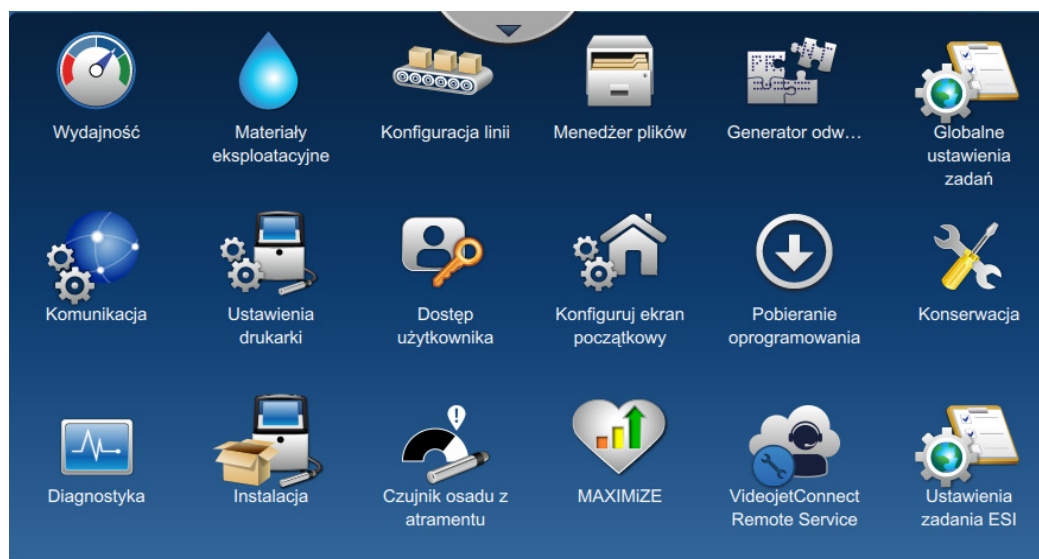 Wydajność
Materiały
eksploatacyjne
Konfiguracja linii
Menedżer plików
Generator odw...
Globalne
ustawienia
zadań
Komunikacja
Ustawienia
drukarki
Dostęp
użytkownika
Konfiguruj ekran
początkowy
Pobieranie
oprogramowania
Konserwacja
Diagnostyka
Instalacja
Czujnik osadu z
atramentu
MAXIMiZE
VideojetConnect
Remote Service
Ustawienia
zadania ESI